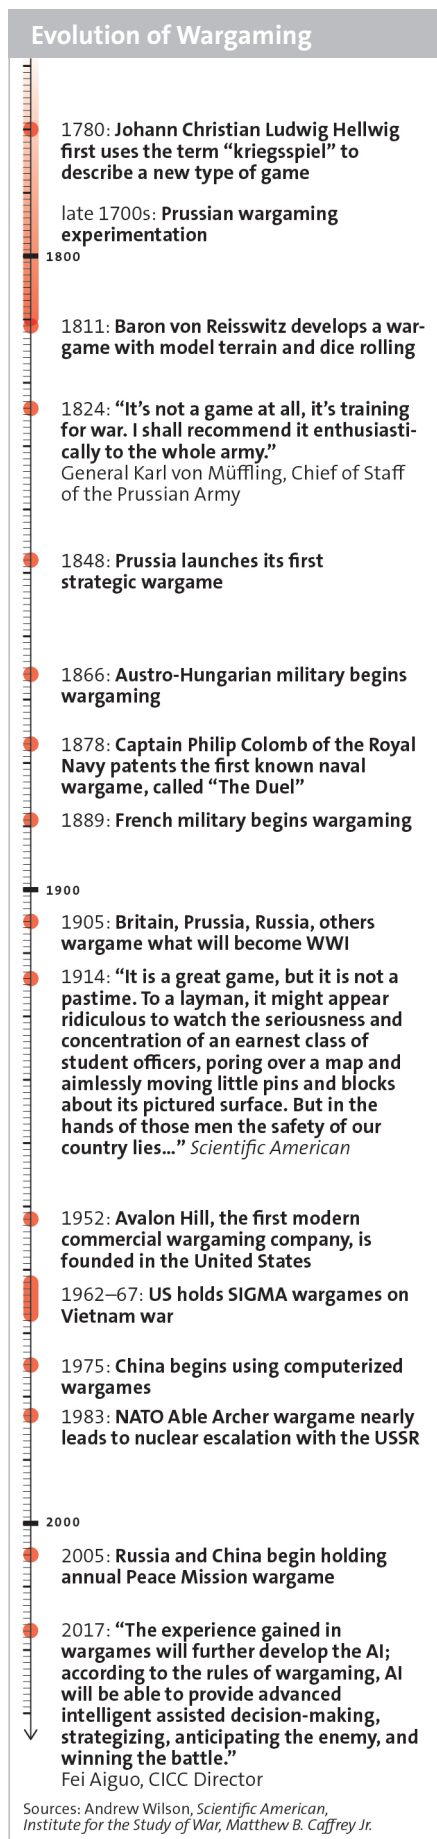 Evolution of Wargaming
1780: Johann Christian Ludwig Hellwig
first uses the term “kriegsspiel” to
describe a new type of game
late 1700s: Prussian wargaming
experimentation
1800
1811: Baron von Reisswitz develops a war-
game with model terrain and dice rolling
1824: “It’s not a game at all, it’s training
for war. I shall recommend it enthusiasti-
cally to the whole army.”
General Karl von Müffling, Chief of Staff
of the Prussian Army
1848: Prussia launches its first
strategic wargame
1866: Austro-Hungarian military begins
wargaming
1878: Captain Philip Colomb of the Royal
Navy patents the first known naval
wargame, called “The Duel”
1889: French military begins wargaming
1900
1905: Britain, Prussia, Russia, others
wargame what will become WWI
1914: “It is a great game, but it is not a
pastime. To a layman, it might appear
ridiculous to watch the seriousness and
concentration of an earnest class of
student officers, poring over a map and
aimlessly moving little pins and blocks
about its pictured surface. But in the
hands of those men the safety of our
country lies...” Scientific American
1952: Avalon Hill, the first modern
commercial wargaming company, is
founded in the United States
1962–67: US holds SIGMA wargames on
Vietnam war
1975: China begins using computerized
wargames
1983: NATO Able Archer wargame nearly
leads to nuclear escalation with the USSR
2000
2005: Russia and China begin holding
annual Peace Mission wargame
2017: “The experience gained in
wargames will further develop the AI;
according to the rules of wargaming, AI
will be able to provide advanced
intelligent assisted decision-making,
strategizing, anticipating the enemy, and
winning the battle.”
Fei Aiguo, CICC Director
Sources: Andrew Wilson, Scientific American,
Institute for the Study of War, Matthew B. Caffrey Jr.